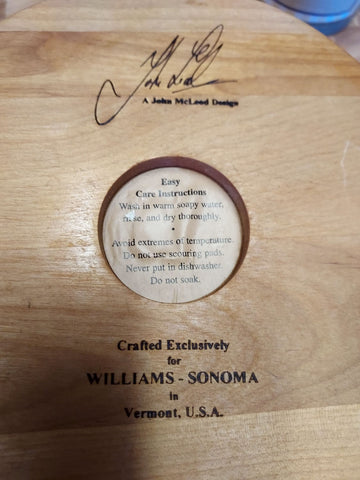 John McLeod
A John McLeod Design
Easy
Care Instructions
Wash in warm soapy water,
rinse, and dry thoroughly.
•
Avoid extremes of temperature.
Do not use scouring pads.
Never put in dishwasher.
Do not soak.
Crafted Exclusively
for
WILLIAMS - SONOMA
in
Vermont, U.S.A.